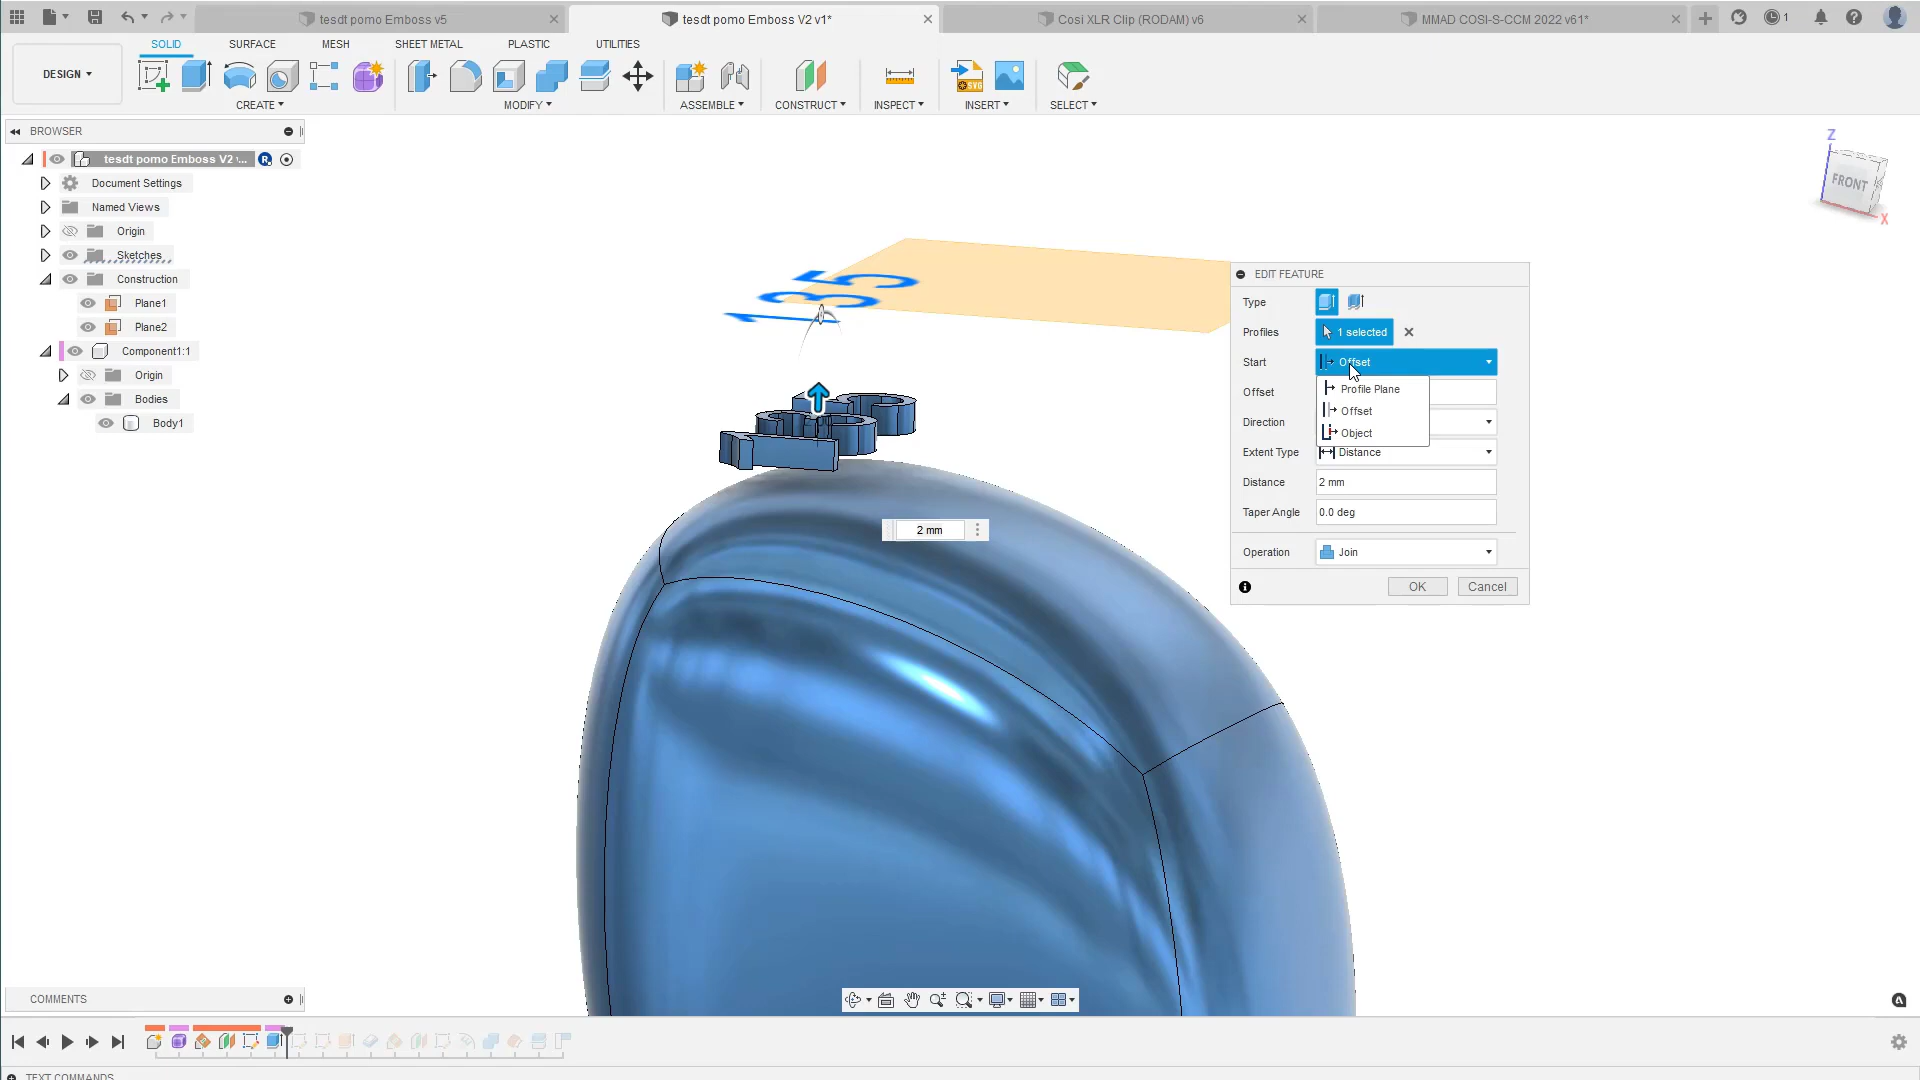 tesdt pomo Emboss v5
tesdt pomo Emboss V2 v1*
Cosi XLR Clip (RODAM) v6
MMAD COSI-S-CCM 2022 v61*
1
SOLID
SURFACE
MESH
SHEET METAL
PLASTIC
UTILITIES
DESIGN
CREATE
MODIFY
ASSEMBLE
CONSTRUCT
INSPECT
INSERT
SELECT
SVG
BROWSER
tesdt pomo Emboss V2 v...
R
Document Settings
Named Views
Origin
Sketches
Construction
Plane1
Plane2
Component1:1
Origin
Bodies
Body1
Z
FRONT
X
135
2 mm
EDIT FEATURE
Type
Profiles
1 selected
Start
Offset
Profile Plane
Offset
Object
Offset
Direction
Extent Type
Distance
Distance
2 mm
Taper Angle
0.0 deg
Operation
Join
OK
Cancel
COMMENTS
TEXT COMMANDS